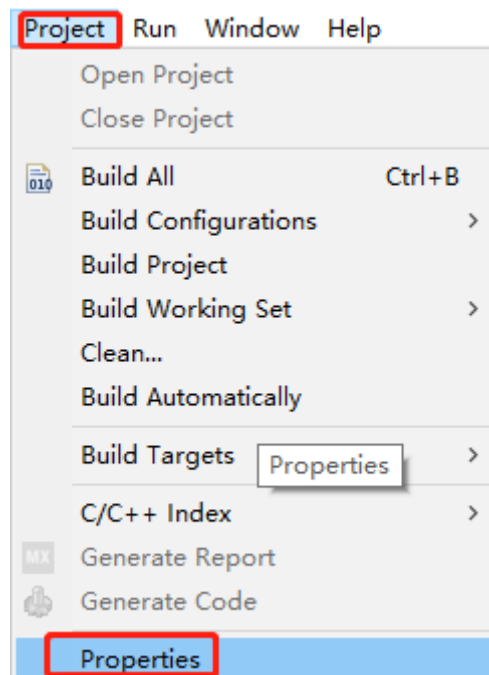 Project Run Window Help
Open Project
Close Project
010
Build All Ctrl+B
Build Configurations >
Build Project
Build Working Set >
Clean...
Build Automatically
Build Targets >
Properties
C/C++ Index >
MX
Generate Report
Generate Code
Properties